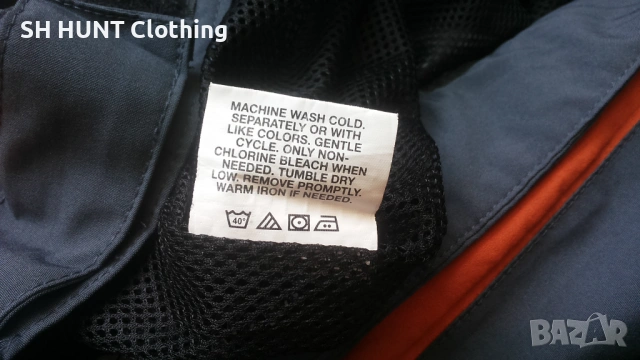 SH HUNT Clothing
MACHINE WASH COLD.
SEPARATELY OR WITH
LIKE COLORS. GENTLE
CYCLE. ONLY NON-
CHLORINE BLEACH WHEN
NEEDED. TUMBLE DRY
LOW. REMOVE PROMPTLY.
WARM IRON IF NEEDED.
40°
BAZAR